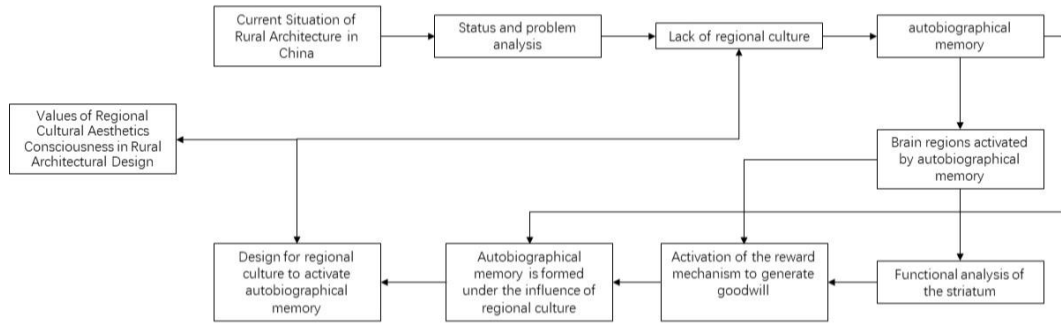 Current Situation of
Rural Architecture in
China
Status and problem
analysis
Lack of regional culture
autobiographical
memory
Values of Regional
Cultural Aesthetics
Consciousness in Rural
Architectural Design
Brain regions activated
by autobiographical
memory
Design for regional
culture to activate
autobiographical
memory
Autobiographical
memory is formed
under the influence of
regional culture
Activation of the reward
mechanism to generate
goodwill
Functional analysis of
the striatum